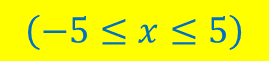 (−5 ≤ x ≤ 5)